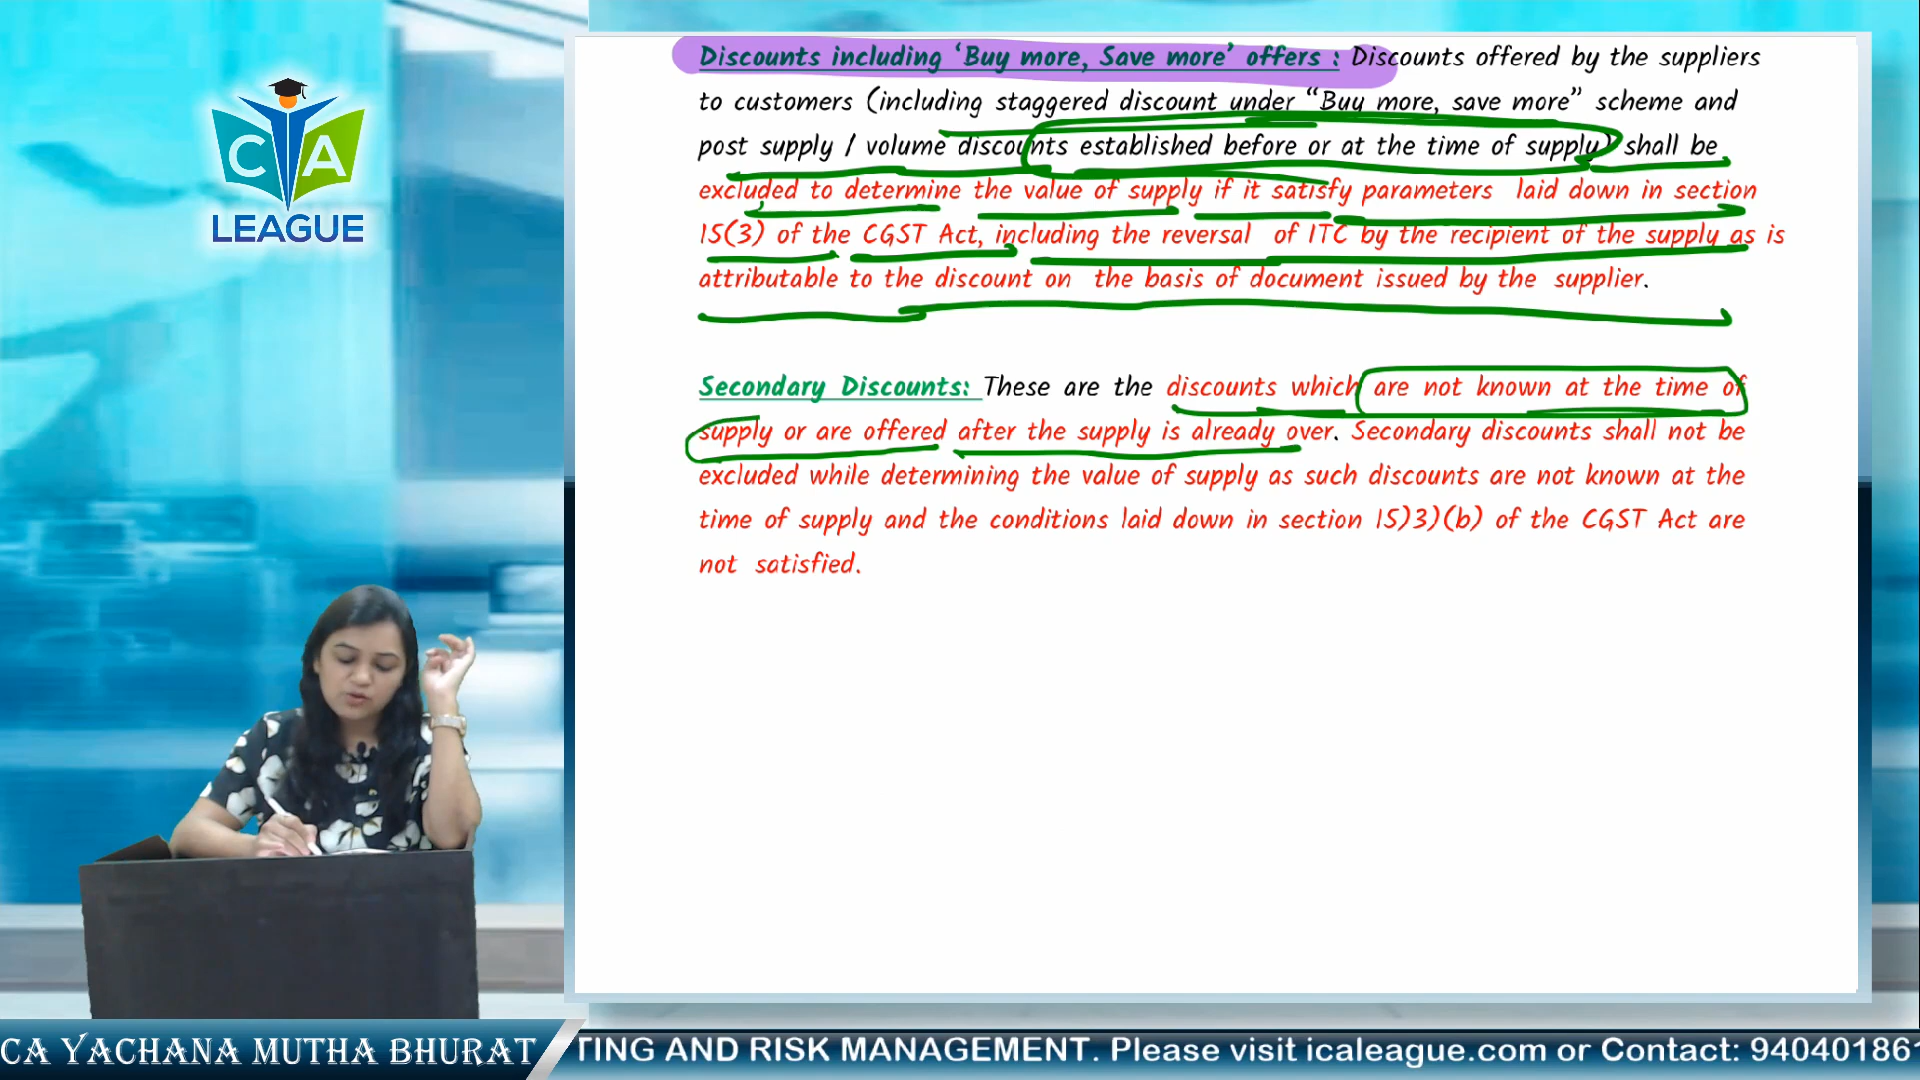 Discounts including ‘Buy more, Save more’ offers : Discounts offered by the suppliers
to customers (including staggered discount under “Buy more, save more” scheme and
post supply / volume discounts established before or at the time of supply) shall be
excluded to determine the value of supply if it satisfy parameters laid down in section
15(3) of the CGST Act, including the reversal of ITC by the recipient of the supply as is
attributable to the discount on the basis of document issued by the supplier.
Secondary Discounts: These are the discounts which are not known at the time of
supply or are offered after the supply is already over. Secondary discounts shall not be
excluded while determining the value of supply as such discounts are not known at the
time of supply and the conditions laid down in section 15)3)(b) of the CGST Act are
not satisfied.
CA
LEAGUE
CA YACHANA MUTHA BHURAT
TING AND RISK MANAGEMENT. Please visit icaleague.com or Contact: 940401861